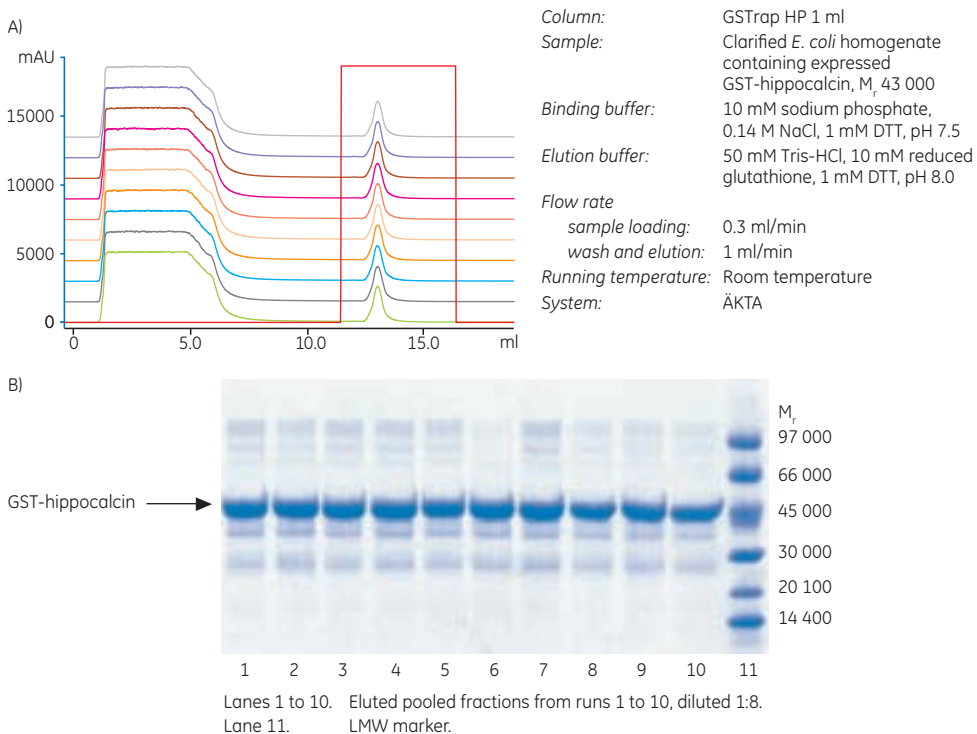 A)
mAU
15000
10000
5000
0
0 5.0 10.0 15.0 ml
Column: GSTrap HP 1 ml
Sample: Clarified E. coli homogenate
containing expressed
GST-hippocalcin, Mr 43 000
Binding buffer: 10 mM sodium phosphate,
0.14 M NaCl, 1 mM DTT, pH 7.5
Elution buffer: 50 mM Tris-HCl, 10 mM reduced
glutathione, 1 mM DTT, pH 8.0
Flow rate
sample loading: 0.3 ml/min
wash and elution: 1 ml/min
Running temperature: Room temperature
System: ÄKTA
B)
Mr
97 000
66 000
GST-hippocalcin
45 000
30 000
20 100
14 400
1 2 3 4 5 6 7 8 9 10 11
Lanes 1 to 10. Eluted pooled fractions from runs 1 to 10, diluted 1:8.
Lane 11. LMW marker.